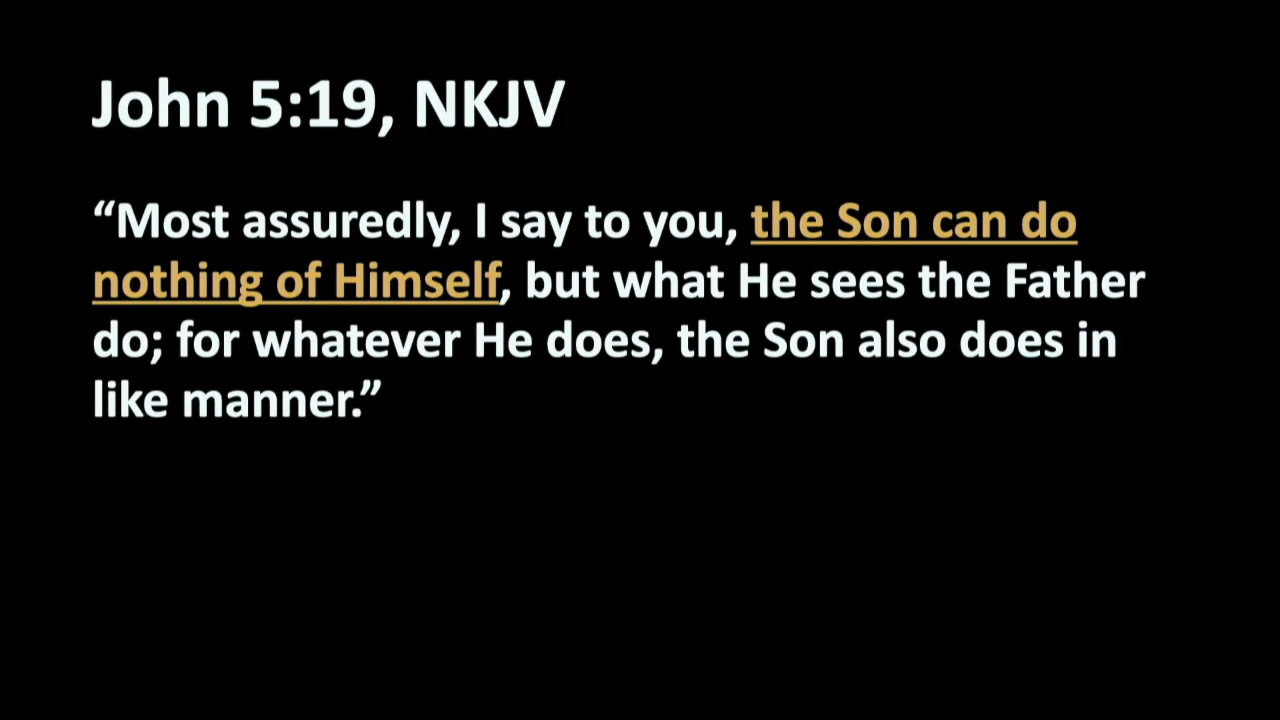 John 5:19, NKJV
“Most assuredly, I say to you, the Son can do
nothing of Himself, but what He sees the Father
do; for whatever He does, the Son also does in
like manner.”